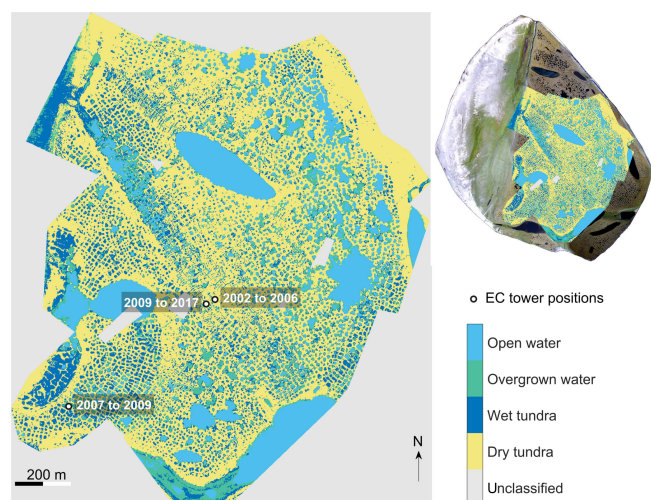 2009 to 2017
2002 to 2006
2007 to 2009
N
200 m
EC tower positions
Open water
Overgrown water
Wet tundra
Dry tundra
Unclassified